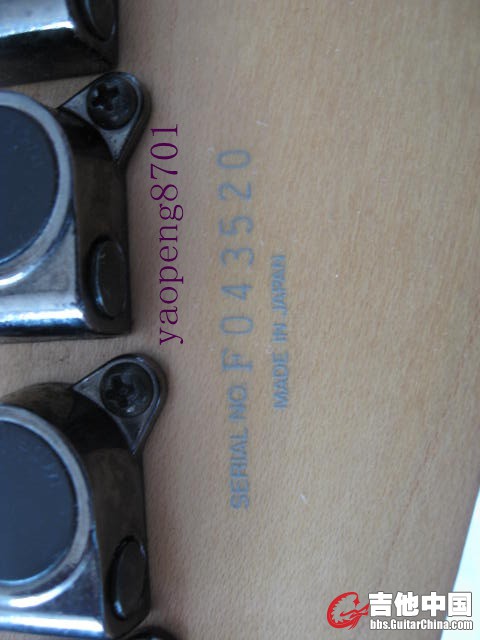 SERIAL NO. F043520
MADE IN JAPAN
yaopeng8701
吉他中国
bbs.GuitarChina.com